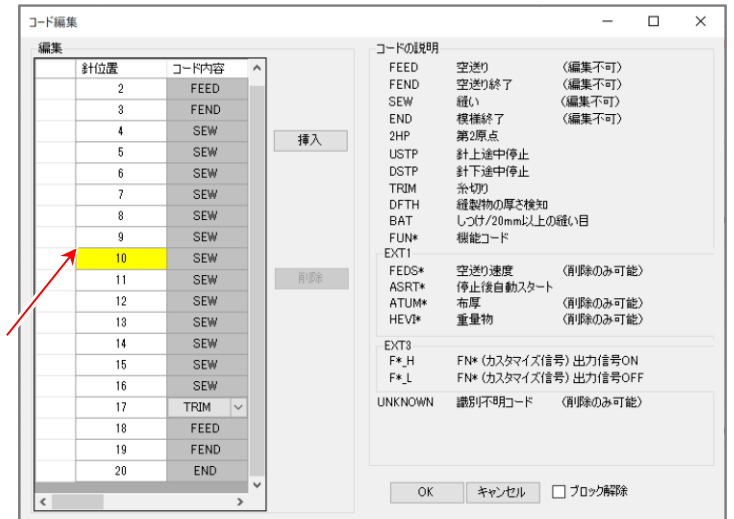 コード編集
編集
針位置 コード内容
2 FEED
3 FEND
4 SEW
5 SEW
6 SEW
7 SEW
8 SEW
9 SEW
10 SEW
11 SEW
12 SEW
13 SEW
14 SEW
15 SEW
16 SEW
17 TRIM
18 FEED
19 FEND
20 END
挿入
削除
コードの説明
FEED 空送り (編集不可)
FEND 空送り終了 (編集不可)
SEW 縫い (編集不可)
END 模様終了 (編集不可)
2HP 第2原点
USTP 針上途中停止
DSTP 針下途中停止
TRIM 糸切り
DFTH 縫製物の厚さ検知
BAT しつけ/20mm以上の縫い目
FUN* 機能コード
EXT1
FEDS* 空送り速度 (削除のみ可能)
ASRT* 停止後自動スタート
ATUM* 布厚 (削除のみ可能)
HEVI* 重量物 (削除のみ可能)
EXT3
F*_H FN* (カスタマイズ信号) 出力信号ON
F*_L FN* (カスタマイズ信号) 出力信号OFF
UNKNOWN 識別不明コード (削除のみ可能)
OK キャンセル ブロック解除